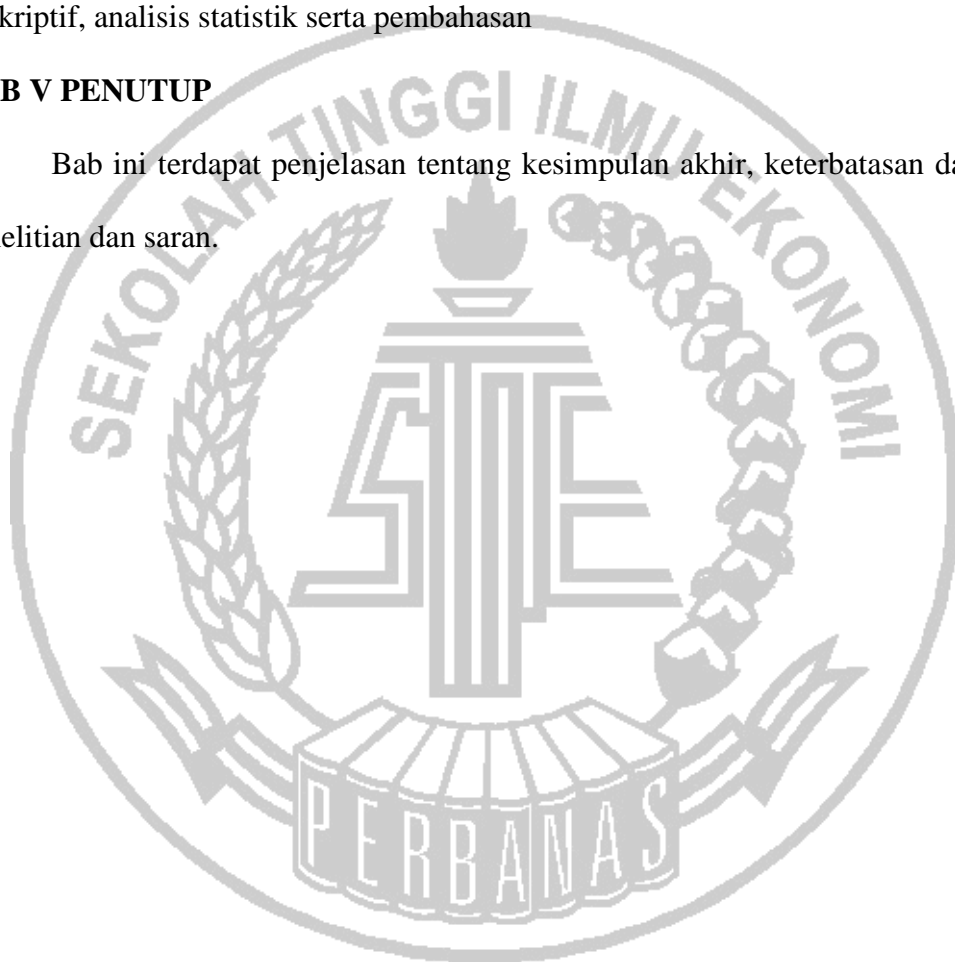 kriptif, analisis statistik serta pembahasan
B V PENUTUP
Bab ini terdapat penjelasan tentang kesimpulan akhir, keterbatasan da
elitian dan saran.
SEKOLAH TINGGI ILMU EKONOMI
STIE
PERBANAS